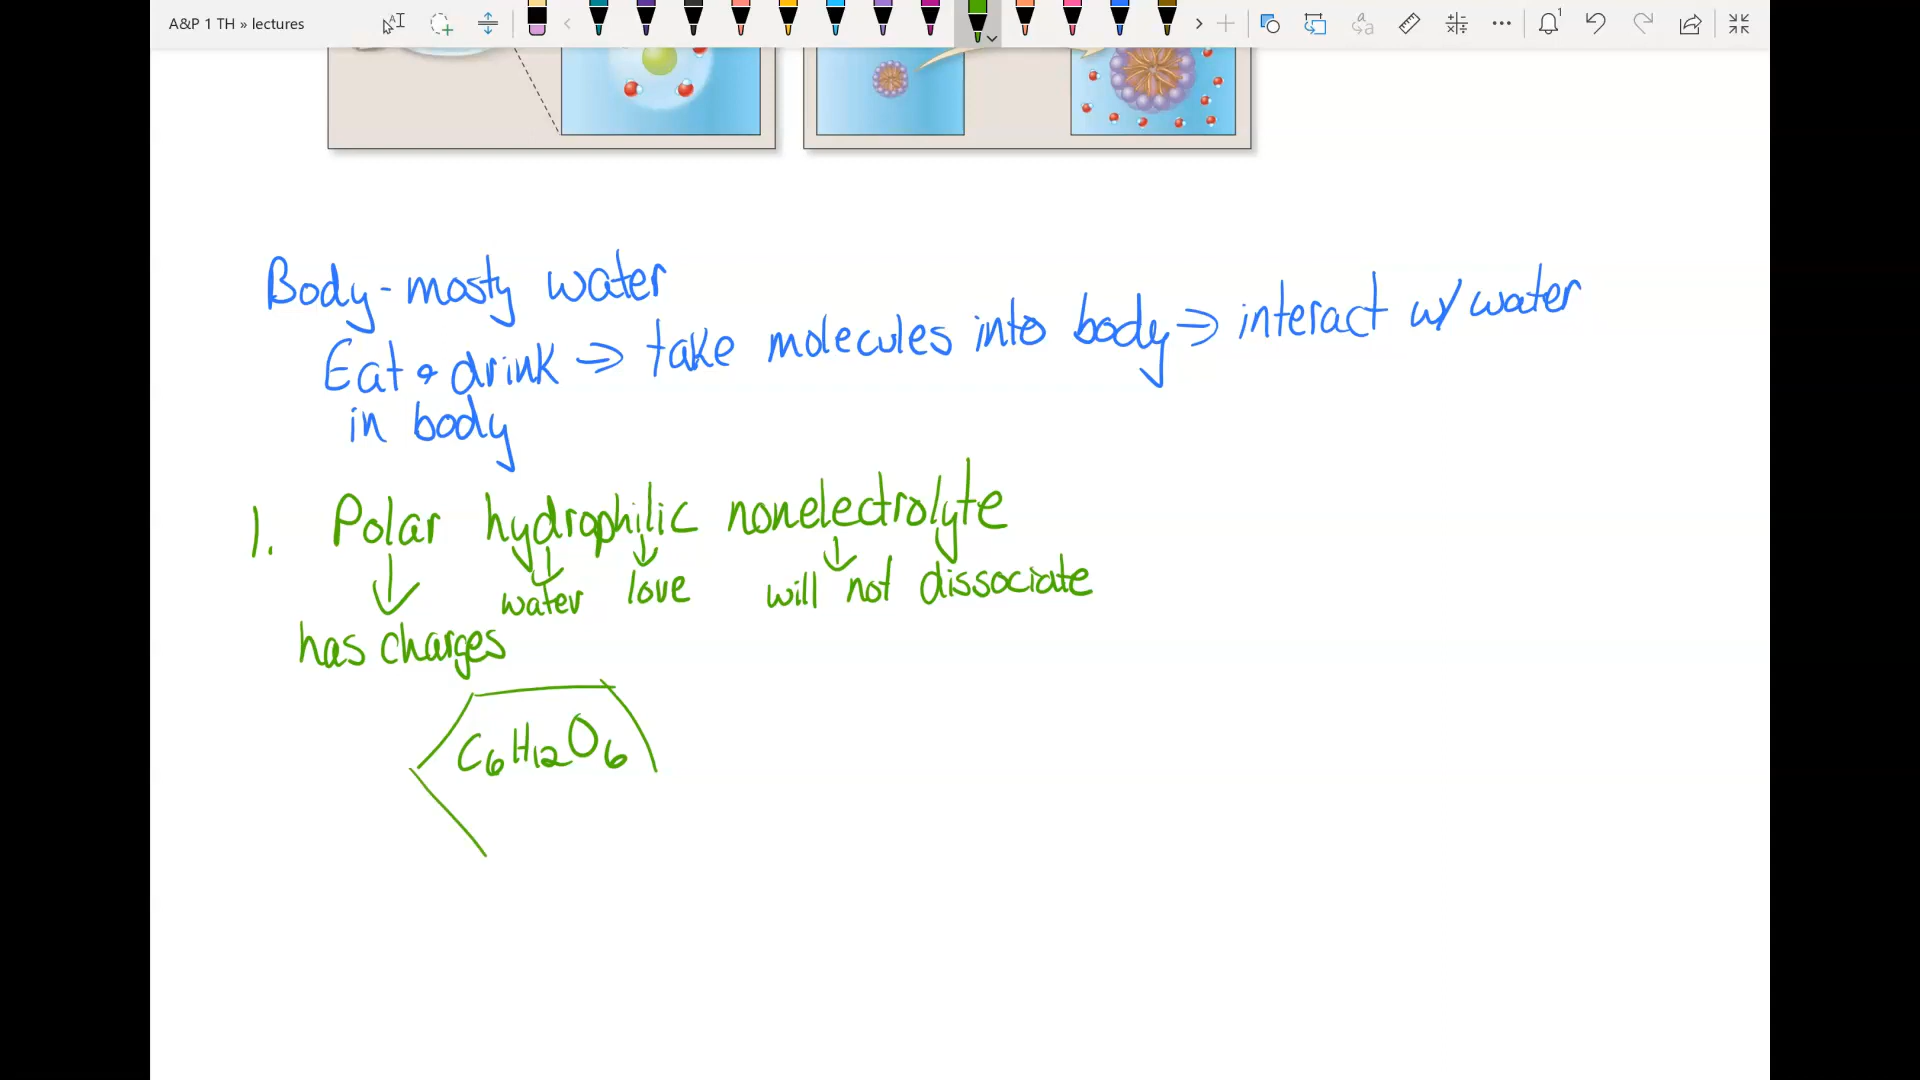 A&P 1 TH » lectures
Body - mosty water
Eat & drink ⇒ take molecules into body ⇒ interact w/ water
in body
1. Polar hydrophilic nonelectrolyte
water love will not dissociate
has charges
C6H12O6